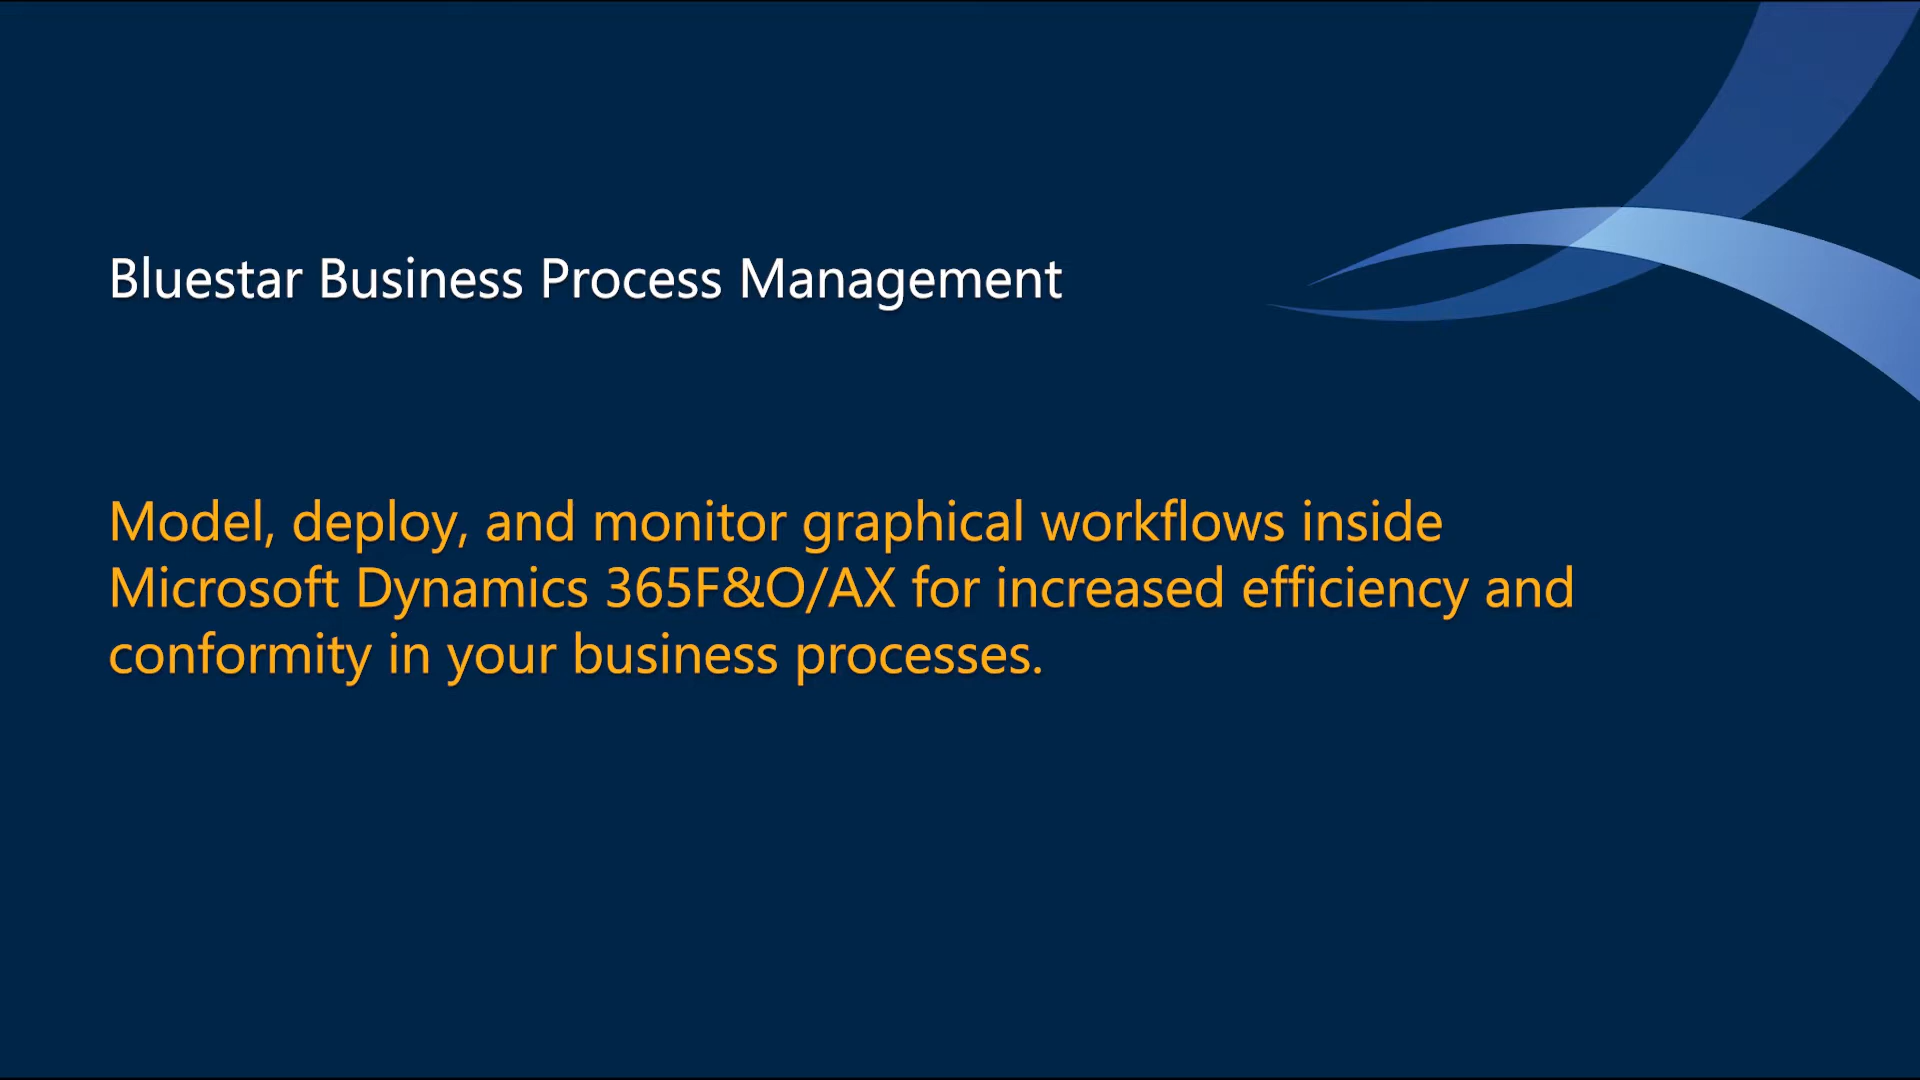 Bluestar Business Process Management
Model, deploy, and monitor graphical workflows inside
Microsoft Dynamics 365F&O/AX for increased efficiency and
conformity in your business processes.